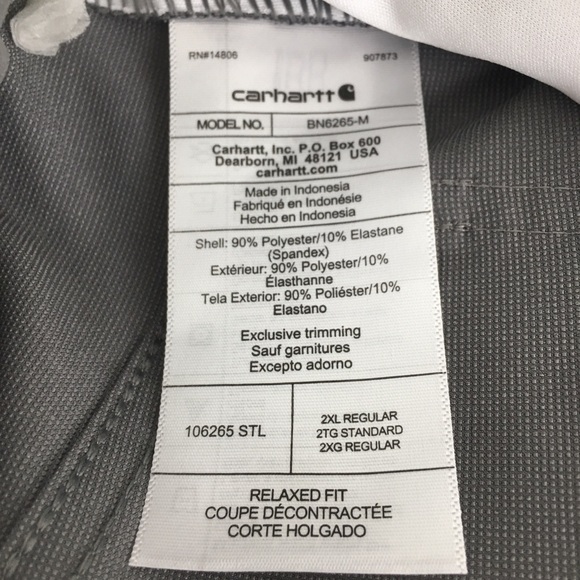 RN#14806 907873
carhartt
MODEL NO. BN6265-M
Carhartt, Inc. P.O. Box 600
Dearborn, MI 48121 USA
carhartt.com
Made in Indonesia
Fabriqué en Indonésie
Hecho en Indonesia
Shell: 90% Polyester/10% Elastane
(Spandex)
Extérieur: 90% Polyester/10%
Élasthanne
Tela Exterior: 90% Poliéster/10%
Elastano
Exclusive trimming
Sauf garnitures
Excepto adorno
106265 STL
2XL REGULAR
2TG STANDARD
2XG REGULAR
RELAXED FIT
COUPE DÉCONTRACTÉE
CORTE HOLGADO